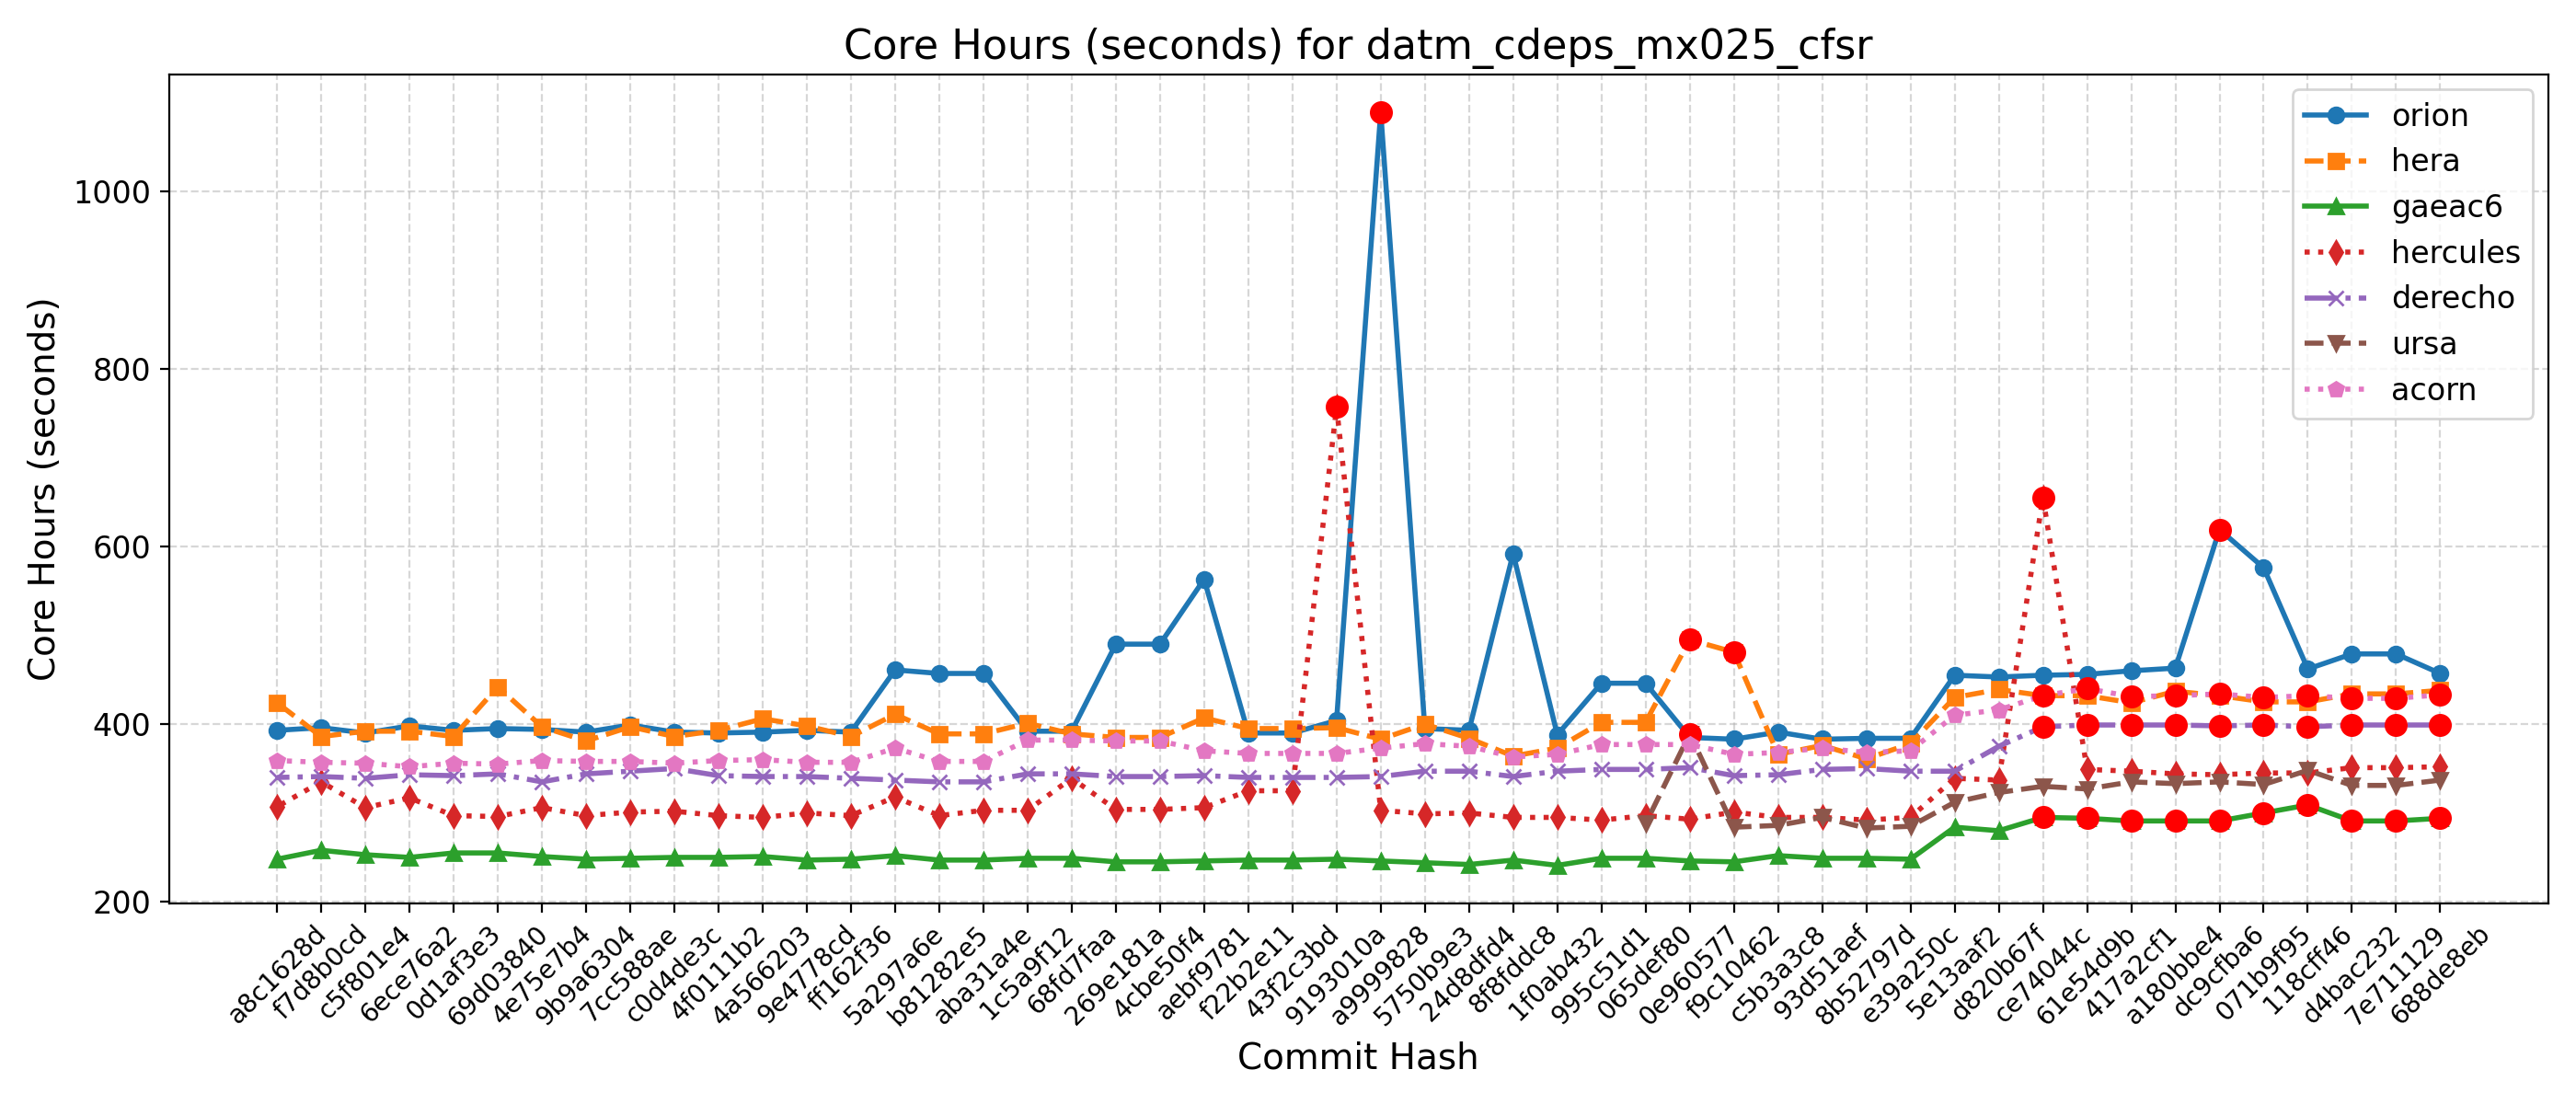 Core Hours (seconds) for datm_cdeps_mx025_cfsr
Core Hours (seconds)
1000
800
600
400
200
orion
hera
gaeac6
hercules
derecho
ursa
acorn
a8c1628d
f7d8b0cd
c5f801e4
6ece76a2
0d1af3e3
69d03840
4e75e7b4
9b9a6304
7cc588ae
c0d4de3c
4f0111b2
4a566203
9e4778cd
ff162f36
5a297a6e
b81282e5
aba31a4e
1c5a9f12
68fd7faa
269e181a
4cbe50f4
aebf9781
f22b2e11
43f2c3bd
9193010a
a9999828
5750b9e3
24d8dfd4
8f8fddc8
1f0ab432
995c51d1
065def80
0e960577
f9c10462
c5b3a3c8
93d51aef
8b52797d
e39a250c
5e13aaf2
d820b67f
ce74044c
61e54d9b
417a2cf1
a180bbe4
dc9cfba6
071b9f95
118cff46
d4bac232
7e711129
688de8eb
Commit Hash